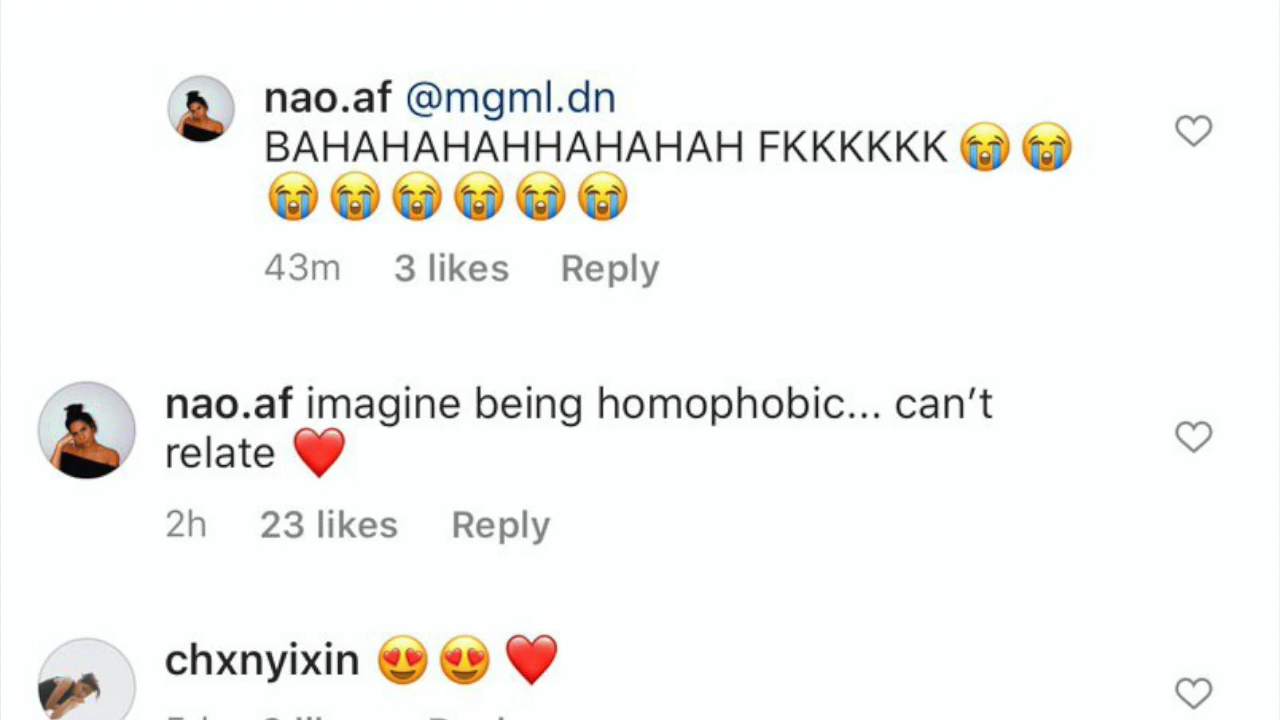 nao.af @mgml.dn
BAHAHAHAHHAHAHAH FKKKKKK 😭 😭
😭 😭 😭 😭 😭 😭
43m 3 likes Reply
nao.af imagine being homophobic... can’t
relate ❤️
2h 23 likes Reply
chxnyixin 😍 😍 ❤️